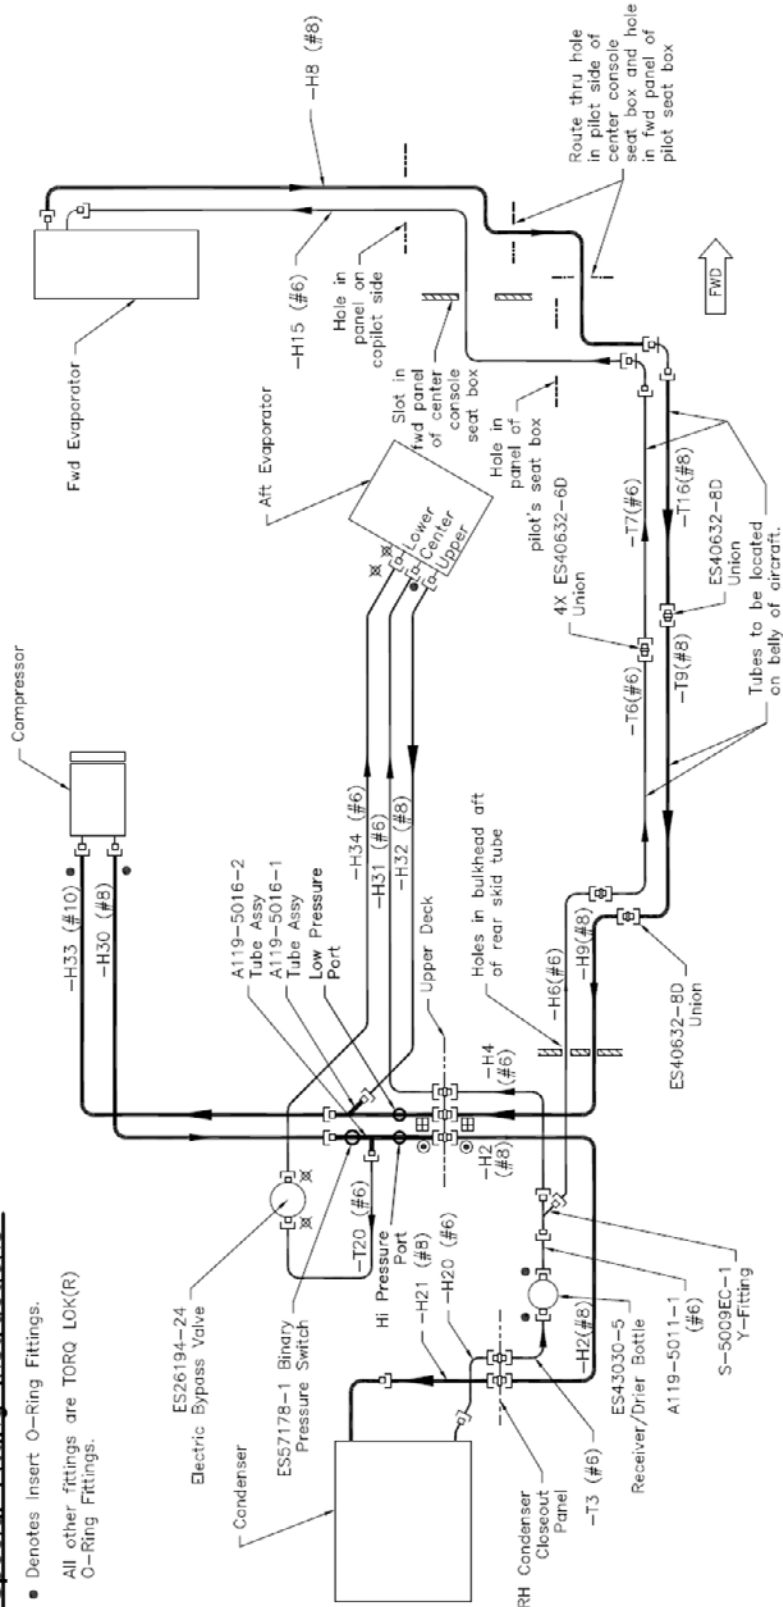 ● Denotes Insert O-Ring Fittings.
All other fittings are TORQ LOK(R)
O-Ring Fittings.
Compressor
Fwd Evaporator
Aft Evaporator
-H8 (#8)
-H15 (#6)
Hole in
panel on
copilot side
Route thru hole
in pilot side of
center console
seat box and hole
in fwd panel of
pilot seat box
Slot in
fwd panel
of center
console
seat box
FWD
Hole in
panel of
pilot's seat box
Lower
Center
Upper
-H33 (#10)
-H30 (#8)
A119-5016-2
Tube Assy
A119-5016-1
Tube Assy
Low Pressure
Port
-H34 (#6)
-H31 (#6)
-H32 (#8)
ES26194-24
Electric Bypass Valve
ES57178-1 Binary
Pressure Switch
-T20 (#6)
Hi Pressure
Port
Upper Deck
Condenser
-H21 (#8)
-H20 (#6)
-H2
(#8)
-H4
(#6)
Holes in bulkhead aft
of rear skid tube
-H6(#6)
-H9(#8)
4X ES40632-6D
Union
-T7(#6)
-T6(#6)
-T16(#8)
-T9(#8)
ES40632-8D
Union
ES40632-8D
Union
Tubes to be located
on belly of aircraft.
RH Condenser
Closeout
Panel
-T3 (#6)
-H2(#8)
ES43030-5
Receiver/Drier Bottle
A119-5011-1
(#6)
S-5009EC-1
Y-Fitting